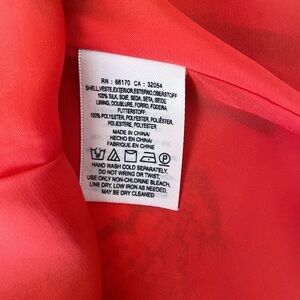 RN : 66170 CA : 32054
SHELL,VESTE,EXTERIOR,ESTERNO,OBERSTOFF
100% SILK, SOIE, SEDA, SETA, SEIDE
LINING, DOUBLURE, FORRO, FODERA,
FUTTERSTOFF:
100% POLYESTER, POLYESTER, POLIÉSTER,
POLIESTERE, POLYESTER
MADE IN CHINA/
HECHO EN CHINA/
FABRIQUE EN CHINE
HAND WASH COLD SEPARATELY.
DO NOT WRING OR TWIST,
USE ONLY NON-CHLORINE BLEACH,
LINE DRY, LOW IRON AS NEEDED,
MAY BE DRY CLEANED